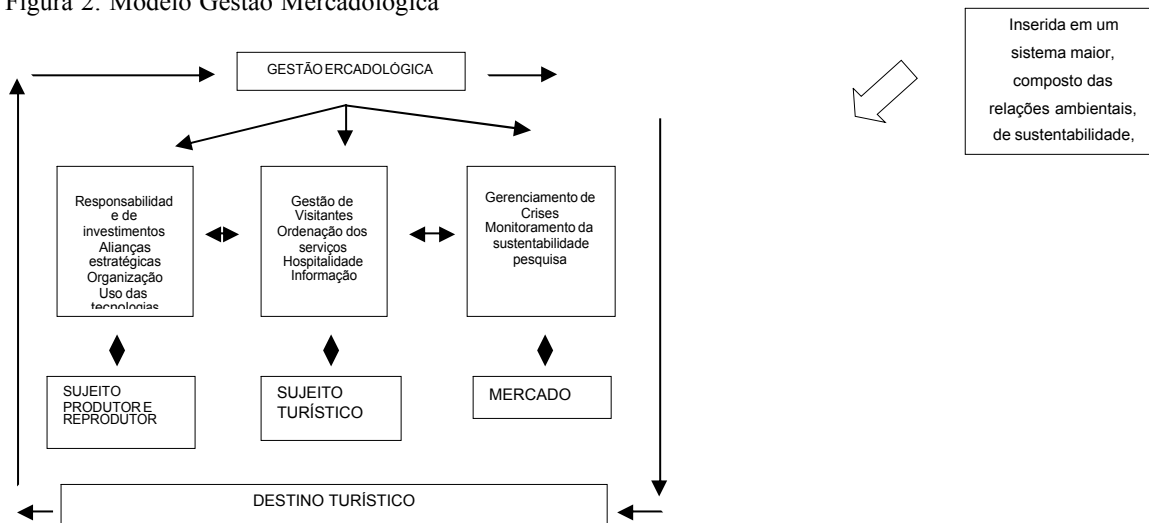 Figura 2. Modelo Gestão Mercadológica
Inserida em um
sistema maior,
composto das
relações ambientais,
de sustentabilidade,
GESTÃO ERCADOLÓGICA
Responsabilidad
e de
investimentos
Alianças
estratégicas
Organização
Uso das
tecnologias
Gestão de
Visitantes
Ordenação dos
serviços
Hospitalidade
Informação
Gerenciamento de
Crises
Monitoramento da
sustentabilidade
pesquisa
SUJEITO
PRODUTOR E
REPRODUTOR
SUJEITO
TURÍSTICO
MERCADO
DESTINO TURÍSTICO